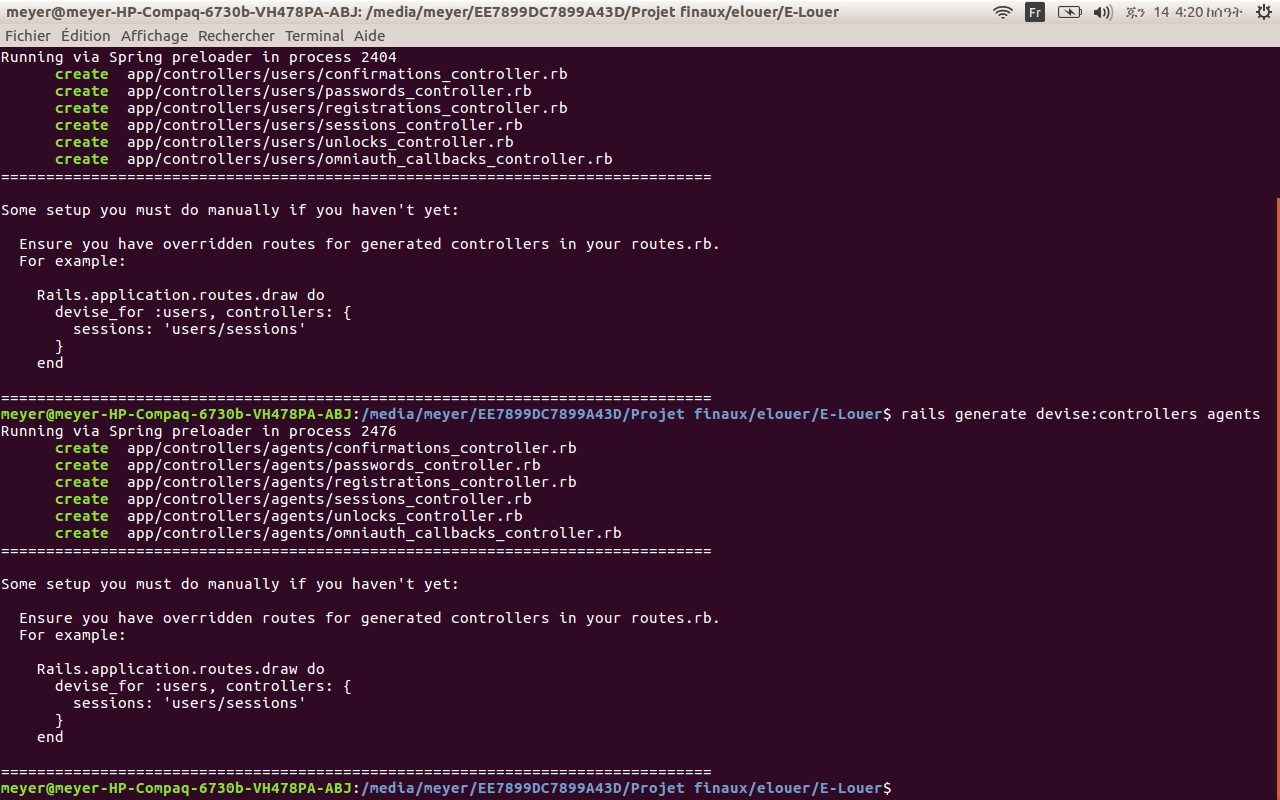 meyer@meyer-HP-Compaq-6730b-VH478PA-ABJ: /media/meyer/EE7899DC7899A43D/Projet finaux/elouer/E-Louer
Fr
ጁን 14 4:20 ከሰዓት
Fichier Édition Affichage Rechercher Terminal Aide
Running via Spring preloader in process 2404
      create  app/controllers/users/confirmations_controller.rb
      create  app/controllers/users/passwords_controller.rb
      create  app/controllers/users/registrations_controller.rb
      create  app/controllers/users/sessions_controller.rb
      create  app/controllers/users/unlocks_controller.rb
      create  app/controllers/users/omniauth_callbacks_controller.rb
===============================================================================
Some setup you must do manually if you haven't yet:
  Ensure you have overridden routes for generated controllers in your routes.rb.
  For example:
    Rails.application.routes.draw do
      devise_for :users, controllers: {
        sessions: 'users/sessions'
      }
    end
===============================================================================
meyer@meyer-HP-Compaq-6730b-VH478PA-ABJ:/media/meyer/EE7899DC7899A43D/Projet finaux/elouer/E-Louer$ rails generate devise:controllers agents
Running via Spring preloader in process 2476
      create  app/controllers/agents/confirmations_controller.rb
      create  app/controllers/agents/passwords_controller.rb
      create  app/controllers/agents/registrations_controller.rb
      create  app/controllers/agents/sessions_controller.rb
      create  app/controllers/agents/unlocks_controller.rb
      create  app/controllers/agents/omniauth_callbacks_controller.rb
===============================================================================
Some setup you must do manually if you haven't yet:
  Ensure you have overridden routes for generated controllers in your routes.rb.
  For example:
    Rails.application.routes.draw do
      devise_for :users, controllers: {
        sessions: 'users/sessions'
      }
    end
===============================================================================
meyer@meyer-HP-Compaq-6730b-VH478PA-ABJ:/media/meyer/EE7899DC7899A43D/Projet finaux/elouer/E-Louer$